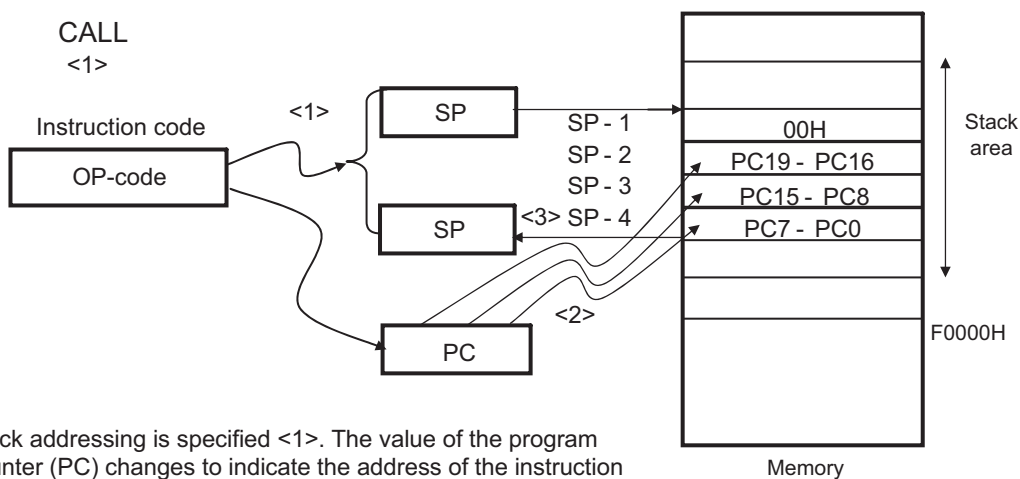 CALL
<1>
<1>
Instruction code
OP-code
SP
SP
<3>
SP - 1
SP - 2
SP - 3
SP - 4
<2>
PC
00H
PC19 - PC16
PC15 - PC8
PC7 - PC0
Stack
area
F0000H
Memory
ck addressing is specified <1>. The value of the program
unter (PC) changes to indicate the address of the instruction